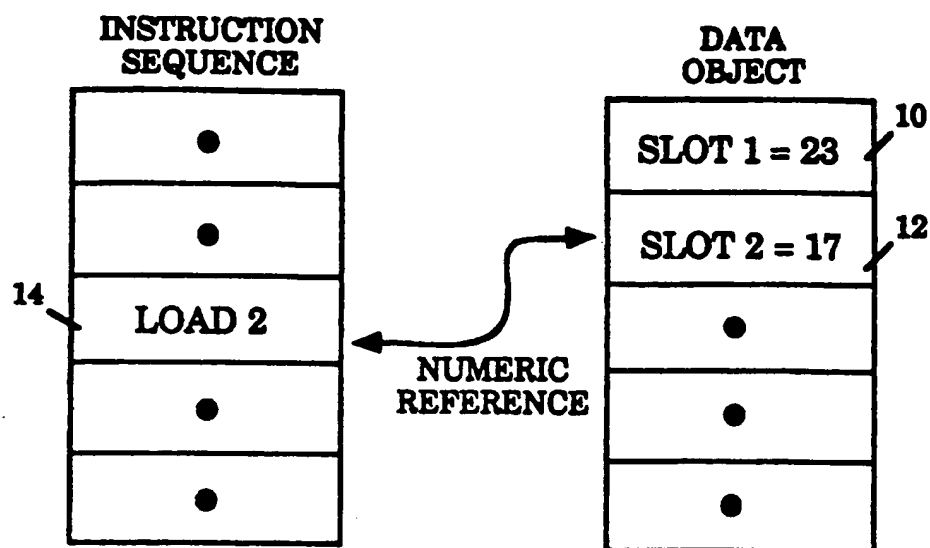 INSTRUCTION
SEQUENCE
14
LOAD 2
NUMERIC
REFERENCE
DATA
OBJECT
SLOT 1 = 23
10
SLOT 2 = 17
12